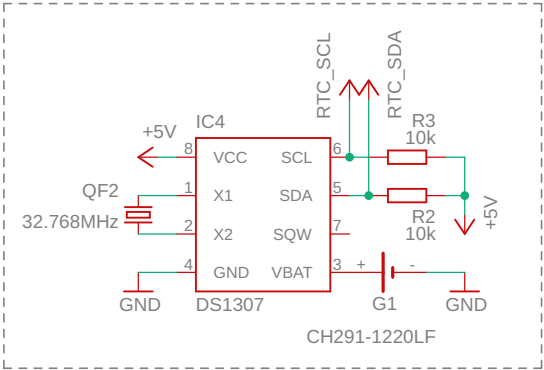 RTC_SCL
RTC_SDA
IC4
+5V
R3
10k
8
VCC
SCL
6
QF2
32.768MHz
1
X1
SDA
5
+5V
R2
10k
2
X2
SQW
7
4
GND
VBAT
3
+
-
GND
DS1307
G1
GND
CH291-1220LF